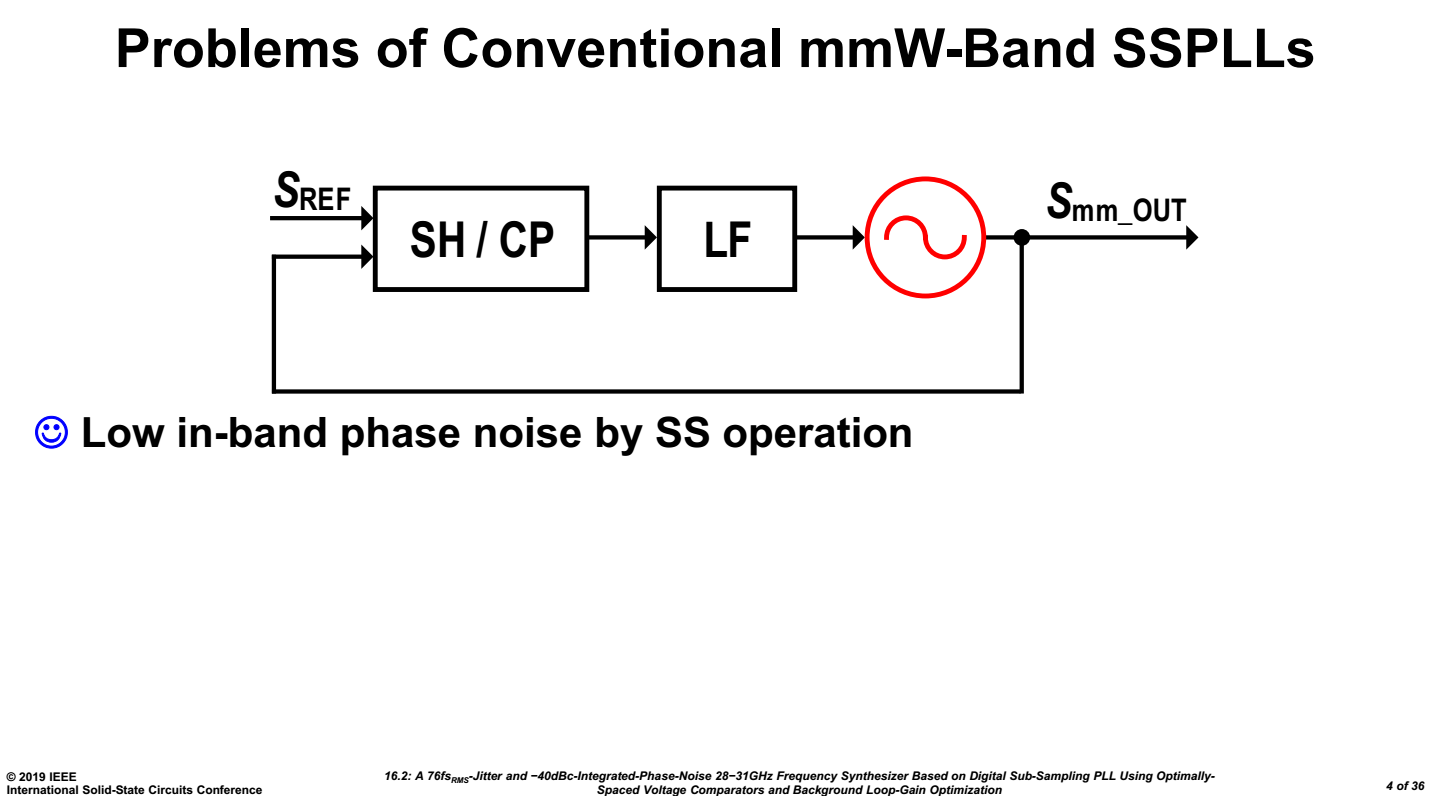 Problems of Conventional mmW-Band SSPLLs
SREF
SH / CP
LF
Smm_OUT
☺ Low in-band phase noise by SS operation
© 2019 IEEE
International Solid-State Circuits Conference
16.2: A 76fsRMS-Jitter and −40dBc-Integrated-Phase-Noise 28−31GHz Frequency Synthesizer Based on Digital Sub-Sampling PLL Using Optimally-
Spaced Voltage Comparators and Background Loop-Gain Optimization
4 of 36